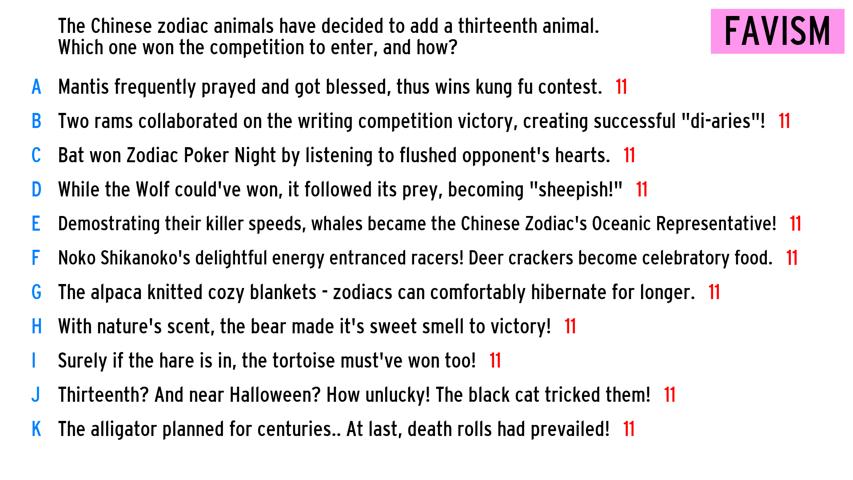 The Chinese zodiac animals have decided to add a thirteenth animal.
Which one won the competition to enter, and how?
FAVISM
A Mantis frequently prayed and got blessed, thus wins kung fu contest. 11
B Two rams collaborated on the writing competition victory, creating successful "di-aries"! 11
C Bat won Zodiac Poker Night by listening to flushed opponent's hearts. 11
D While the Wolf could've won, it followed its prey, becoming "sheepish!" 11
E Demostrating their killer speeds, whales became the Chinese Zodiac's Oceanic Representative! 11
F Noko Shikanoko's delightful energy entranced racers! Deer crackers become celebratory food. 11
G The alpaca knitted cozy blankets - zodiacs can comfortably hibernate for longer. 11
H With nature's scent, the bear made it's sweet smell to victory! 11
I Surely if the hare is in, the tortoise must've won too! 11
J Thirteenth? And near Halloween? How unlucky! The black cat tricked them! 11
K The alligator planned for centuries.. At last, death rolls had prevailed! 11